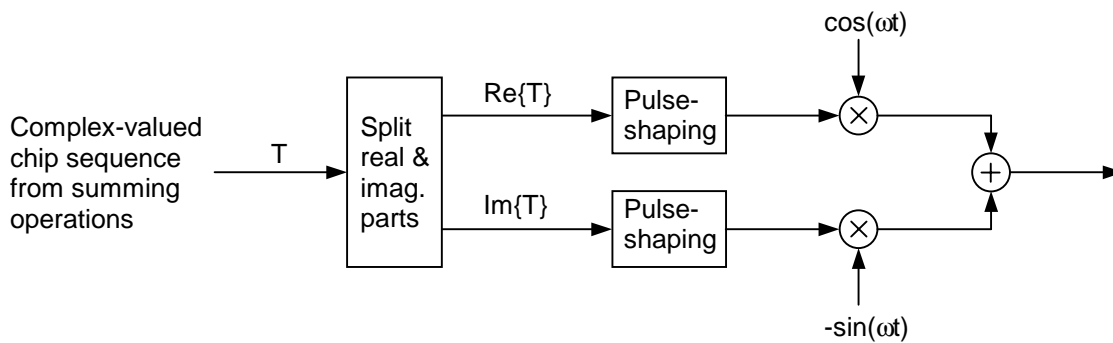 cos(ωt)
Complex-valued
chip sequence
from summing
operations
T
Split
real &
imag.
parts
Re{T}
Pulse-
shaping
Im{T}
Pulse-
shaping
-sin(ωt)